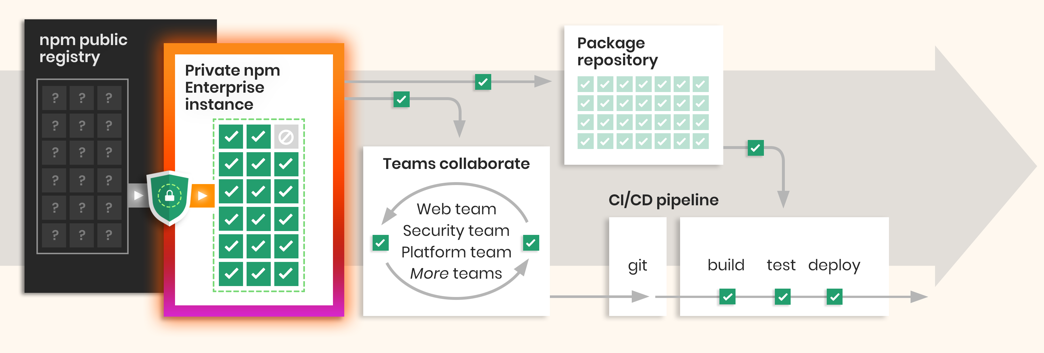 npm public
registry
? ? ?
? ? ?
? ? ?
? ? ?
? ? ?
? ? ?
Private npm
Enterprise
instance
Package
repository
Teams collaborate
Web team
Security team
Platform team
More teams
CI/CD pipeline
git
build test deploy